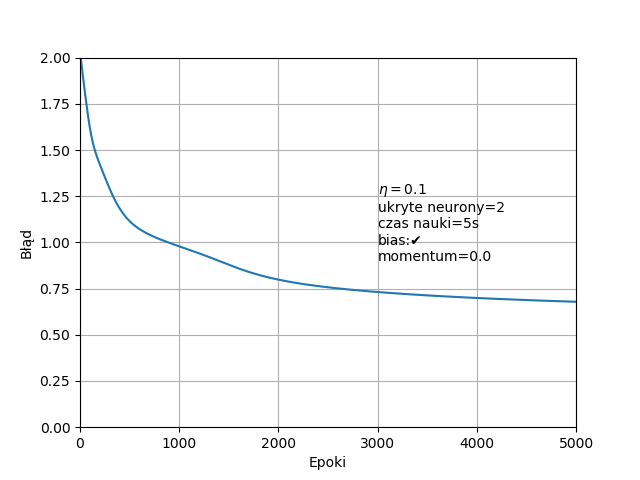 2.00
1.75
1.50
1.25
1.00
0.75
0.50
0.25
0.00
Błąd
η = 0.1
ukryte neurony=2
czas nauki=5s
bias:✔
momentum=0.0
0 1000 2000 3000 4000 5000
Epoki